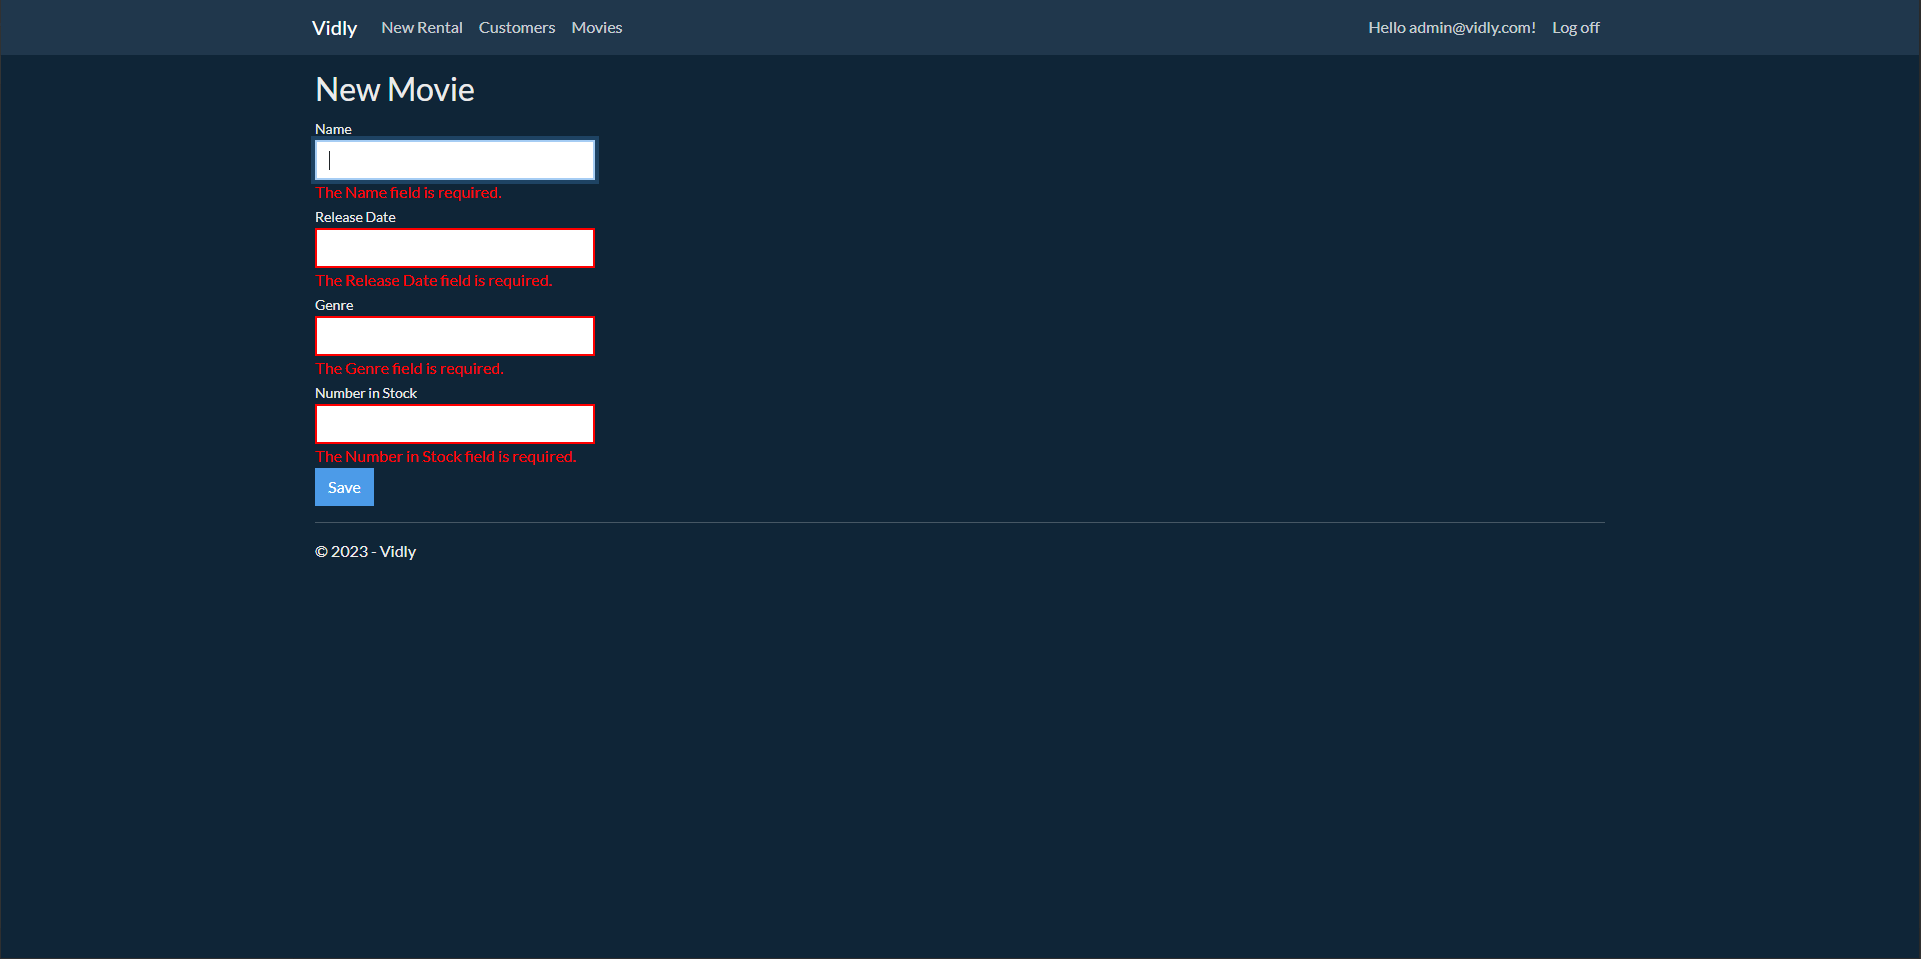 Vidly New Rental Customers Movies Hello admin@vidly.com! Log off
New Movie
Name
The Name field is required.
Release Date
The Release Date field is required.
Genre
The Genre field is required.
Number in Stock
The Number in Stock field is required.
Save
© 2023 - Vidly